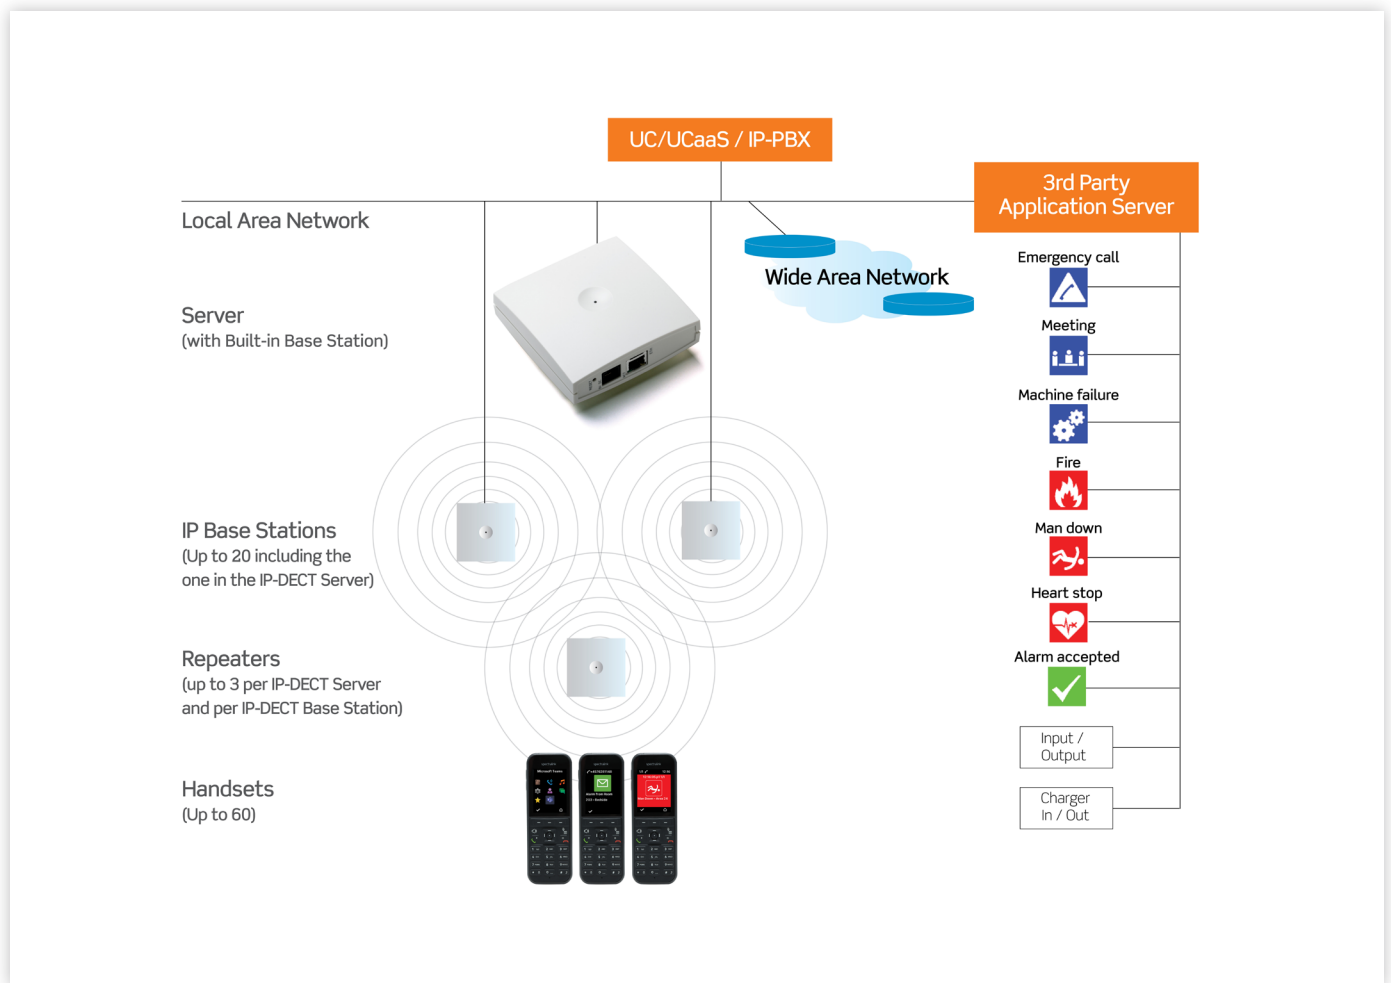 UC/UCaaS / IP-PBX
3rd Party
Application Server
Local Area Network
Wide Area Network
Server
(with Built-in Base Station)
IP Base Stations
(Up to 20 including the
one in the IP-DECT Server)
Repeaters
(up to 3 per IP-DECT Server
and per IP-DECT Base Station)
Handsets
(Up to 60)
Microsoft Teams
Emergency call
Meeting
Machine failure
Fire
Man down
Heart stop
Alarm accepted
Input /
Output
Charger
In / Out